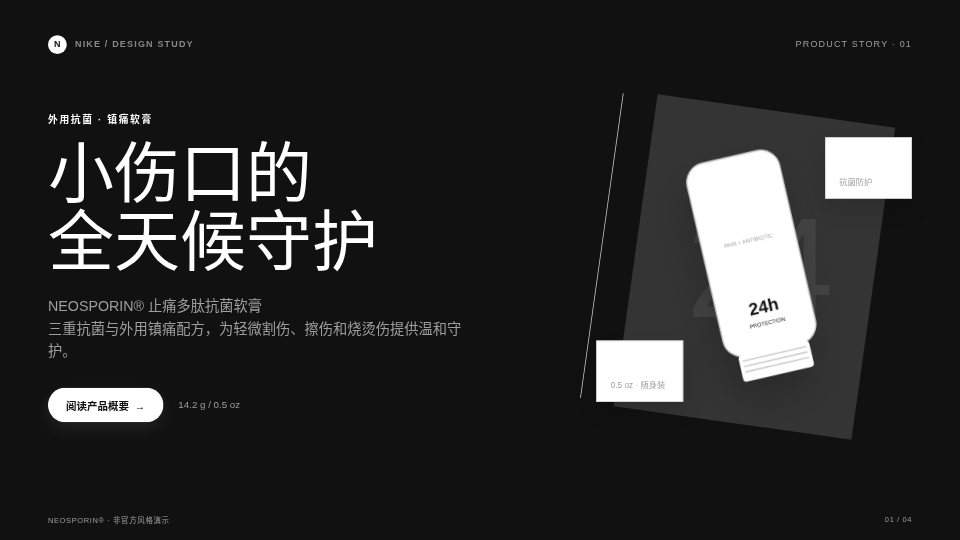 N NIKE / DESIGN STUDY
PRODUCT STORY · 01
外用抗菌 · 镇痛软膏
小伤口的
全天候守护
NEOSPORIN® 止痛多肽抗菌软膏
三重抗菌与外用镇痛配方，为轻微割伤、擦伤和烧烫伤提供温和守
护。
阅读产品概要 →
14.2 g / 0.5 oz
抗菌防护
PAIN + ANTIBIOTIC
24h
PROTECTION
0.5 oz · 随身装
NEOSPORIN® · 非官方风格演示
01 / 04